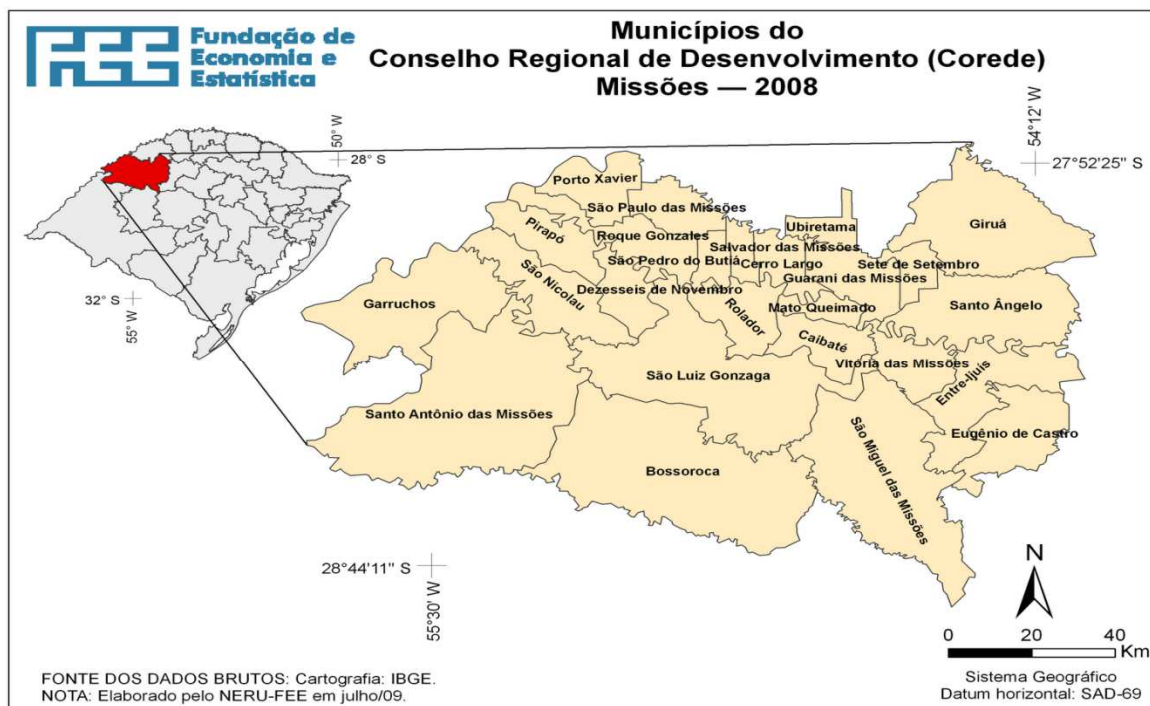 FEE
Fundação de
Economia e
Estatística
Municípios do
Conselho Regional de Desenvolvimento (Corede)
Missões — 2008
50° W
28° S
32° S
55° W
54°12' W
27°52'25" S
Porto Xavier
São Paulo das Missões
Pirapó
Roque Gonzales
Ubiretama
Giruá
Salvador das Missões
São Pedro do Butiá
Cerro Largo
Sete de Setembro
Guarani das Missões
São Nicolau
Dezesseis de Novembro
Garruchos
Rolador
Mato Queimado
Santo Ângelo
Caibaté
Vitória das Missões
São Luiz Gonzaga
Entre-Ijuís
Santo Antônio das Missões
Eugênio de Castro
São Miguel das Missões
Bossoroca
28°44'11" S
55°30' W
N
0 20 40
Km
Sistema Geográfico
Datum horizontal: SAD-69
FONTE DOS DADOS BRUTOS: Cartografia: IBGE.
NOTA: Elaborado pelo NERU-FEE em julho/09.